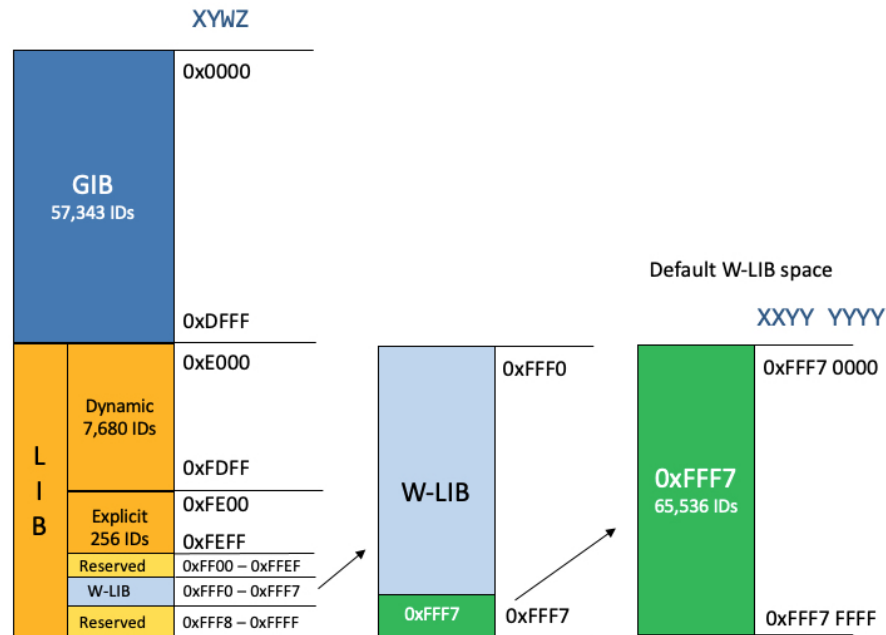 XYWZ
0x0000
GIB
57,343 IDs
0xDFFF
0xE000
Dynamic
7,680 IDs
0xFDFF
L
I
B
0xFE00
Explicit
256 IDs
0xFEFF
Reserved 0xFF00 – 0xFFEF
W-LIB 0xFFF0 – 0xFFF7
Reserved 0xFFF8 – 0xFFFF
0xFFF0
W-LIB
0xFFF7 0xFFF7
Default W-LIB space
XXYY YYYY
0xFFF7 0000
0xFFF7
65,536 IDs
0xFFF7 FFFF